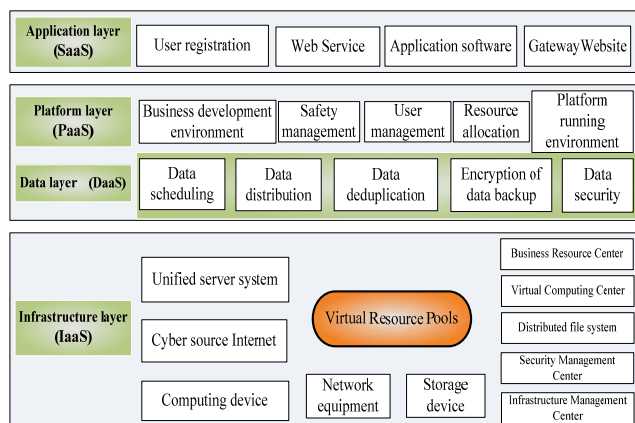 Application layer
(SaaS)
User registration
Web Service
Application software
GatewayWebsite
Platform layer
(PaaS)
Business development
environment
Safety
management
User
management
Resource
allocation
Platform
running
environment
Data layer (DaaS)
Data
scheduling
Data
distribution
Data
deduplication
Encryption of
data backup
Data
security
Infrastructure layer
(IaaS)
Unified server system
Cyber source Internet
Computing device
Virtual Resource Pools
Network
equipment
Storage
device
Business Resource Center
Virtual Computing Center
Distributed file system
Security Management
Center
Infrastructure Management
Center